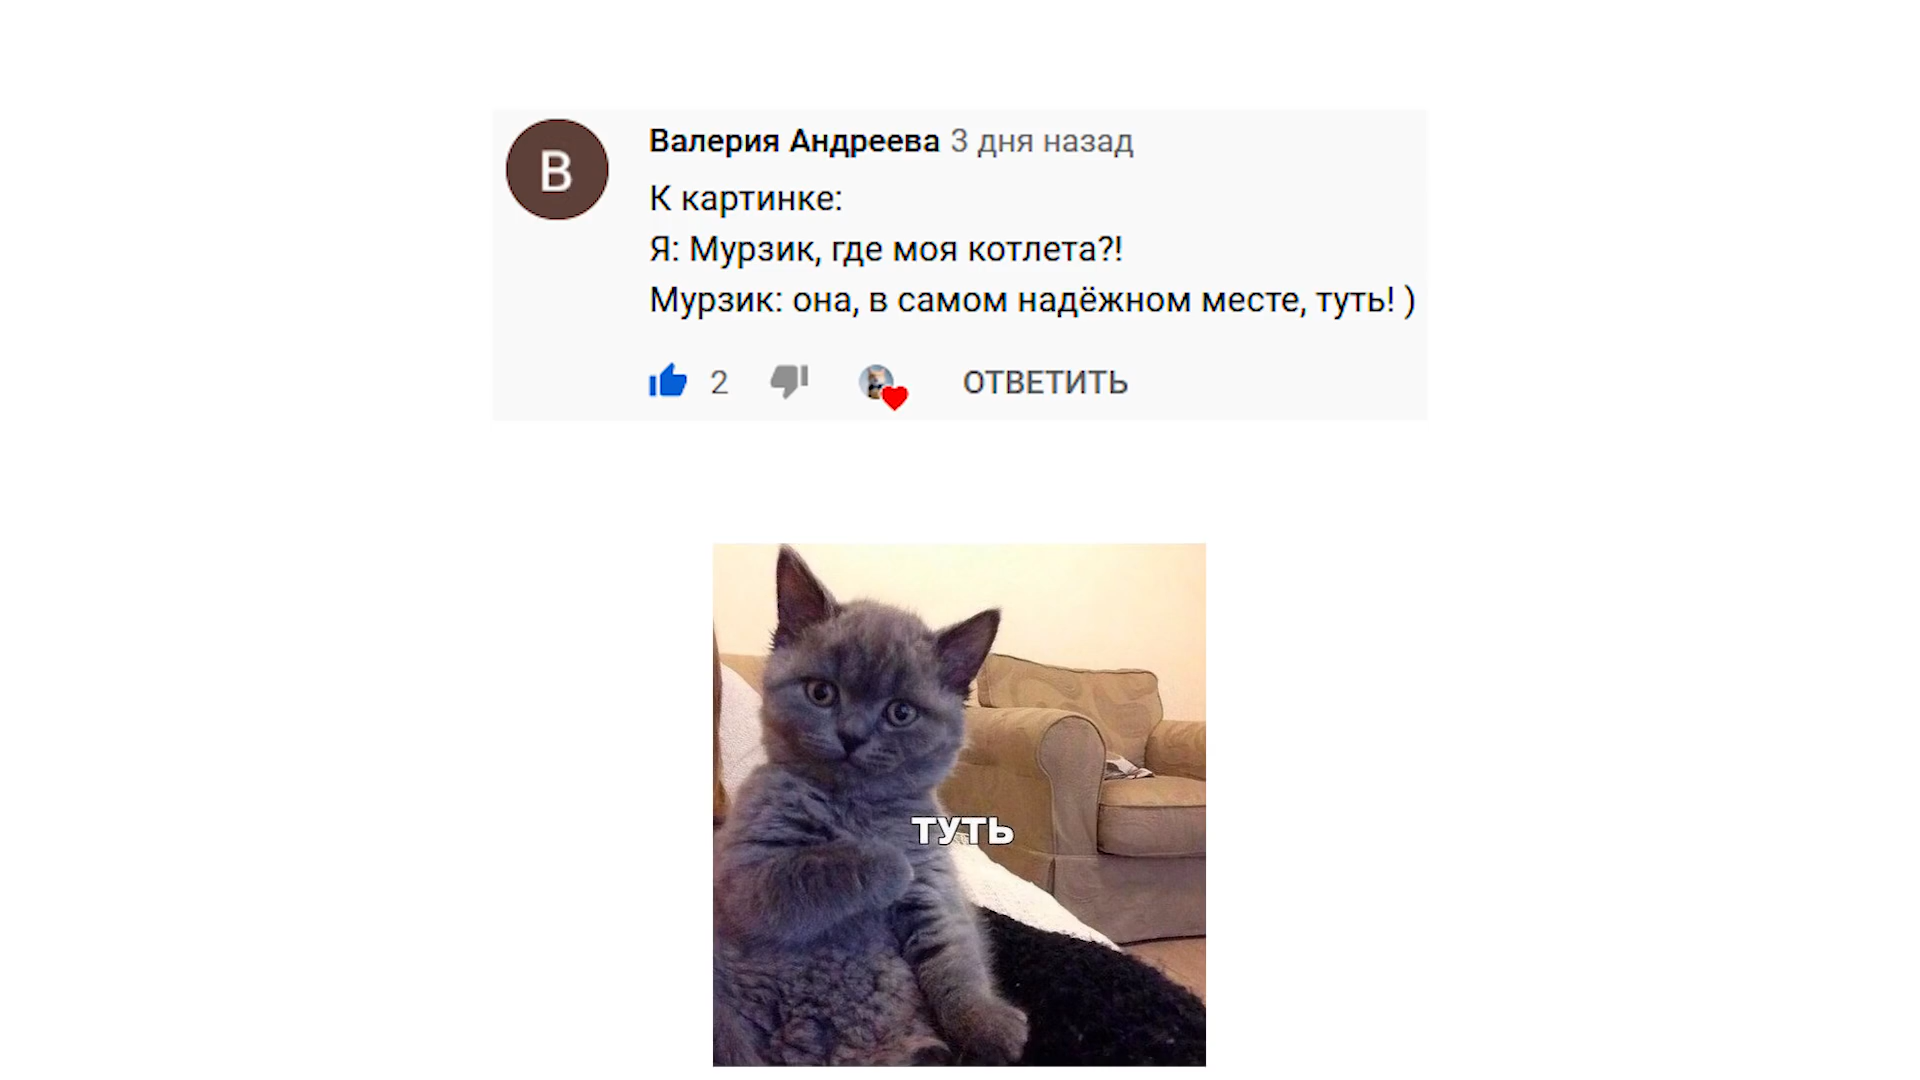 В
Валерия Андреева 3 дня назад
К картинке:
Я: Мурзик, где моя котлета?!
Мурзик: она, в самом надёжном месте, туть! )
2
ОТВЕТИТЬ
ТУТЬ